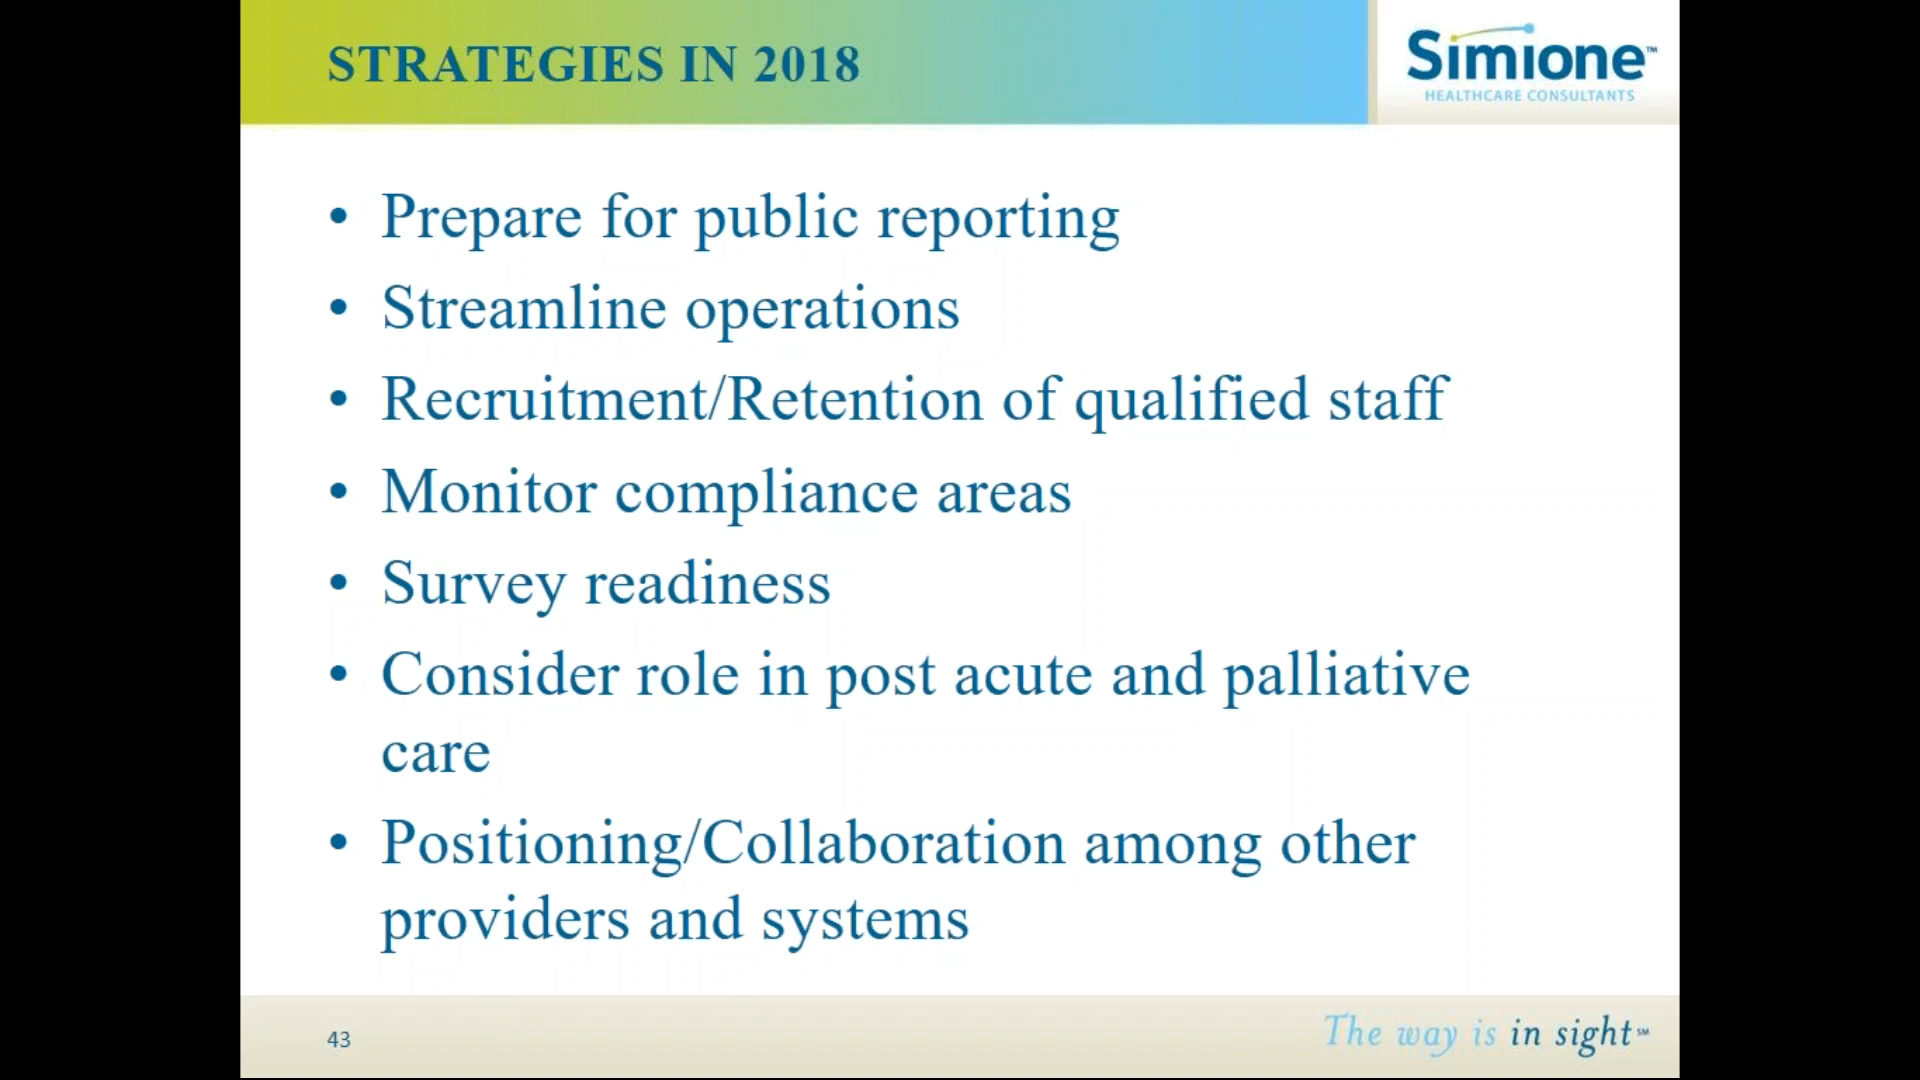 STRATEGIES IN 2018
Simione™
HEALTHCARE CONSULTANTS
• Prepare for public reporting
• Streamline operations
• Recruitment/Retention of qualified staff
• Monitor compliance areas
• Survey readiness
• Consider role in post acute and palliative
care
• Positioning/Collaboration among other
providers and systems
43
The way is in sight℠